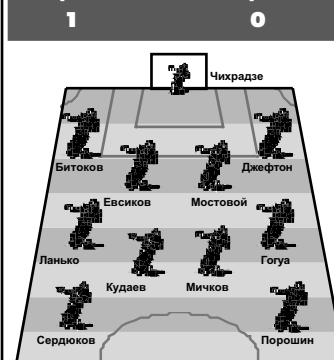 1 0
Чихрадзе
Битоков Джефтон
Евсиков Мостовой
Ланько Гогуа
Кудаев Мичков
Сердюков Порошин